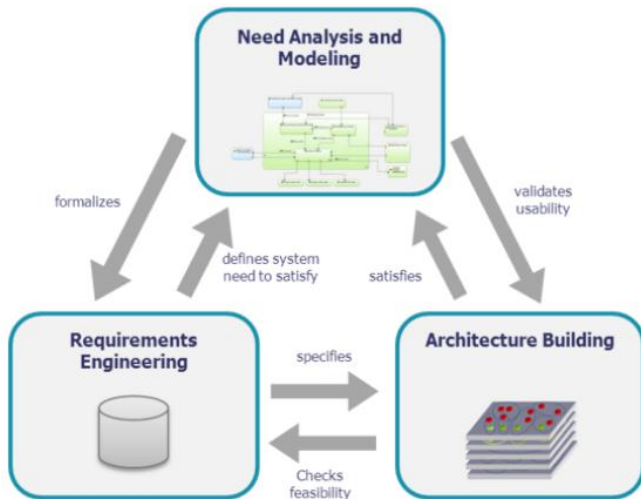 Need Analysis and
Modeling
formalizes
validates
usability
defines system
need to satisfy
satisfies
Requirements
Engineering
specifies
Architecture Building
Checks
feasibility